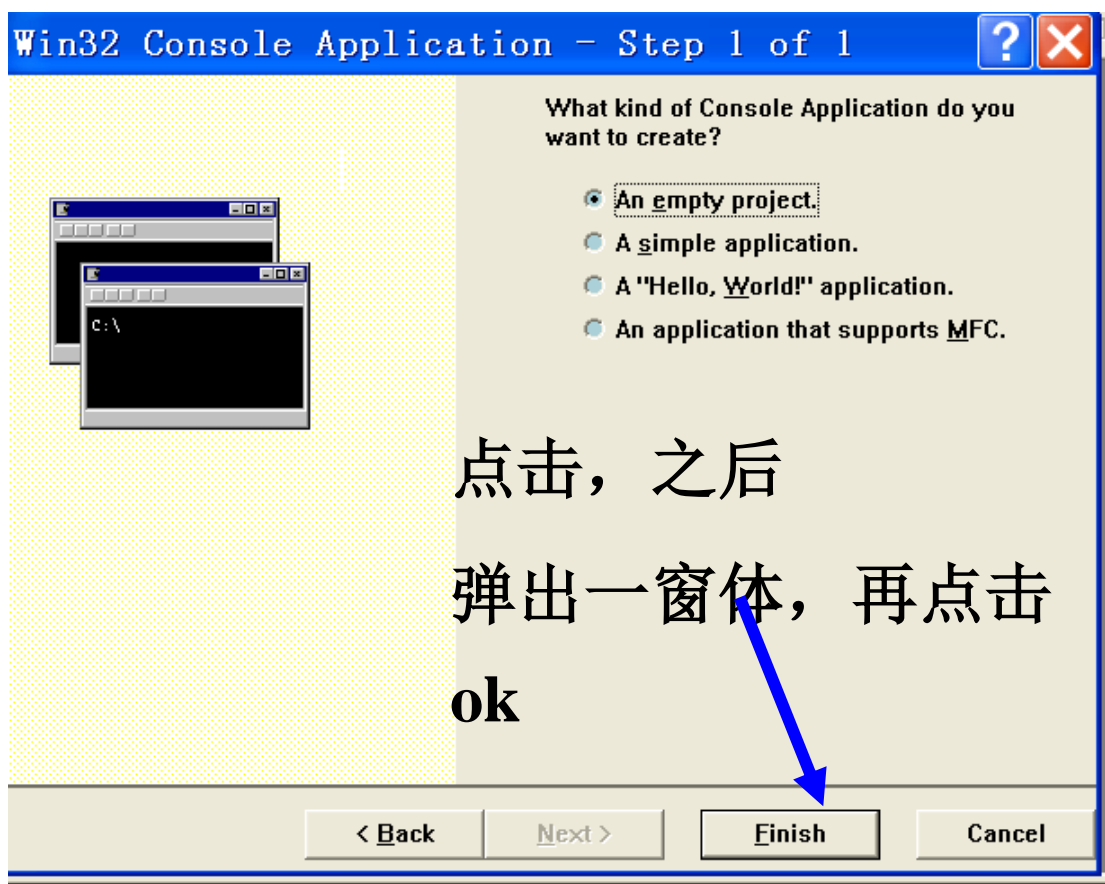 Win32 Console Application - Step 1 of 1
What kind of Console Application do you
want to create?
An empty project.
A simple application.
A "Hello, World!" application.
An application that supports MFC.
C:\
点击，之后
弹出一窗体，再点击
ok
< Back
Next >
Finish
Cancel